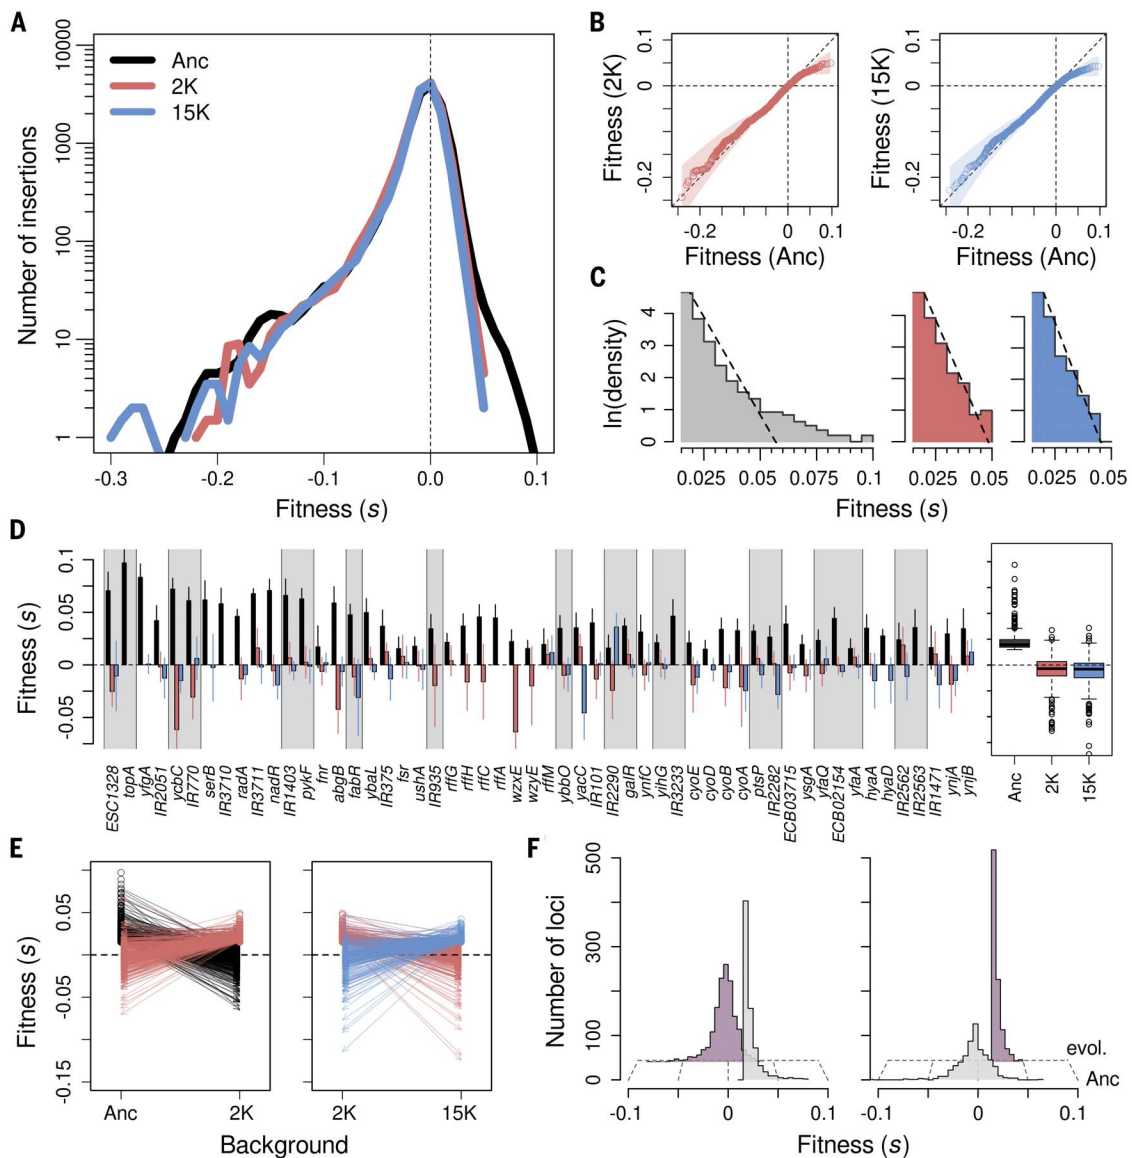 A
Anc
2K
15K
10000
1000
100
10
1
Number of insertions
-0.3 -0.2 -0.1 0.0 0.1
Fitness (s)
B
Fitness (2K)
0.1
0
-0.2
-0.2 0 0.1
Fitness (Anc)
Fitness (15K)
0.1
0
-0.2
-0.2 0 0.1
Fitness (Anc)
C
ln(density)
4
3
2
1
0
0.025 0.05 0.075 0.1
0.025 0.05
0.025 0.05
Fitness (s)
D
Fitness (s)
0.1
0.05
0
-0.05
ESC1328
topA
yfgA
IR2051
ycbC
IR770
serB
IR3710
radA
IR3711
nadR
IR1403
pykF
fnr
abgB
fabR
ybaL
IR375
fsr
ushA
IR935
rffG
rffH
rffC
rffA
wzxE
wzyE
rffM
ybbO
yacC
IR101
IR2290
galR
ynfC
yihG
IR3233
cyoE
cyoD
cyoB
cyoA
ptsP
IR2282
ECB03715
ysgA
yfaQ
ECB02154
yfaA
hyaA
hyaD
IR2562
IR2563
IR1471
ynjA
ynjB
Anc
2K
15K
E
Fitness (s)
0.05
-0.05
-0.15
Anc 2K
2K 15K
Background
F
Number of loci
500
300
100
0
evol.
Anc
-0.1 0 0.1
-0.1 0 0.1
Fitness (s)